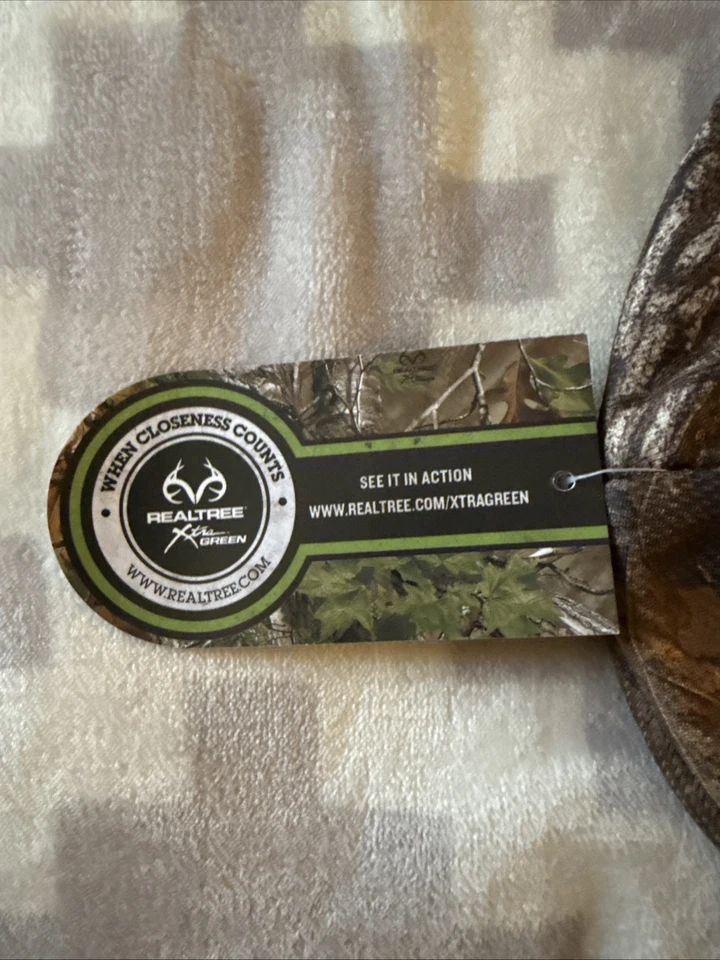 WHEN CLOSENESS COUNTS
REALTREE
Xtra
GREEN
WWW.REALTREE.COM
SEE IT IN ACTION
WWW.REALTREE.COM/XTRAGREEN